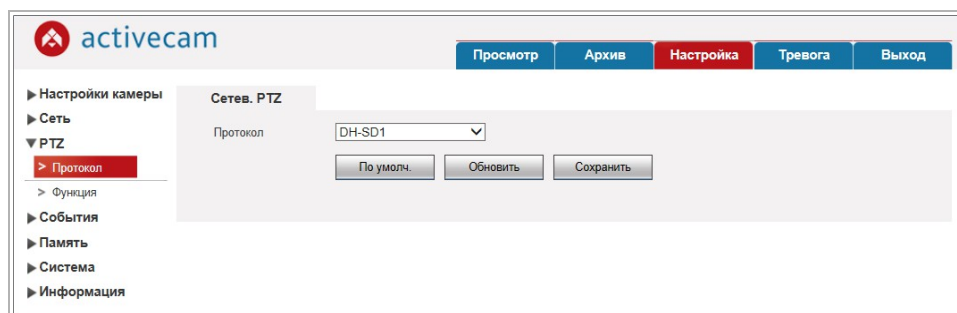 activecam
Просмотр Архив Настройка Тревога Выход
Настройки камеры
Сеть
PTZ
> Протокол
> Функция
События
Память
Система
Информация
Сетев. PTZ
Протокол DH-SD1
По умолч. Обновить Сохранить